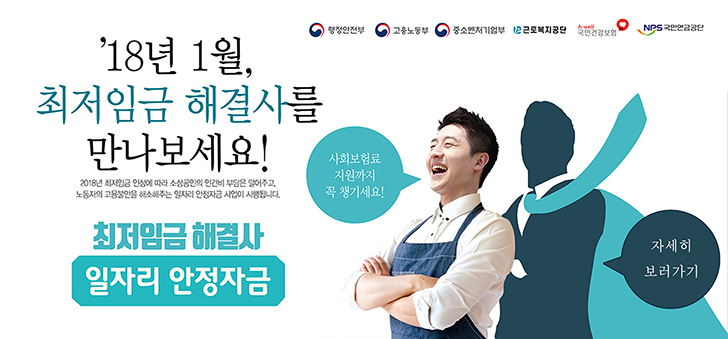 행정안전부 고용노동부 중소벤처기업부 근로복지공단 h-well 국민건강보험 NPS 국민연금공단
’18년 1월,
최저임금 해결사를
만나보세요!
2018년 최저임금 인상에 따라 소상공인의 인건비 부담은 덜어주고,
노동자의 고용불안을 해소해주는 일자리 안정자금 사업이 시행됩니다.
최저임금 해결사
일자리 안정자금
사회보험료
지원까지
꼭 챙기세요!
자세히
보러가기